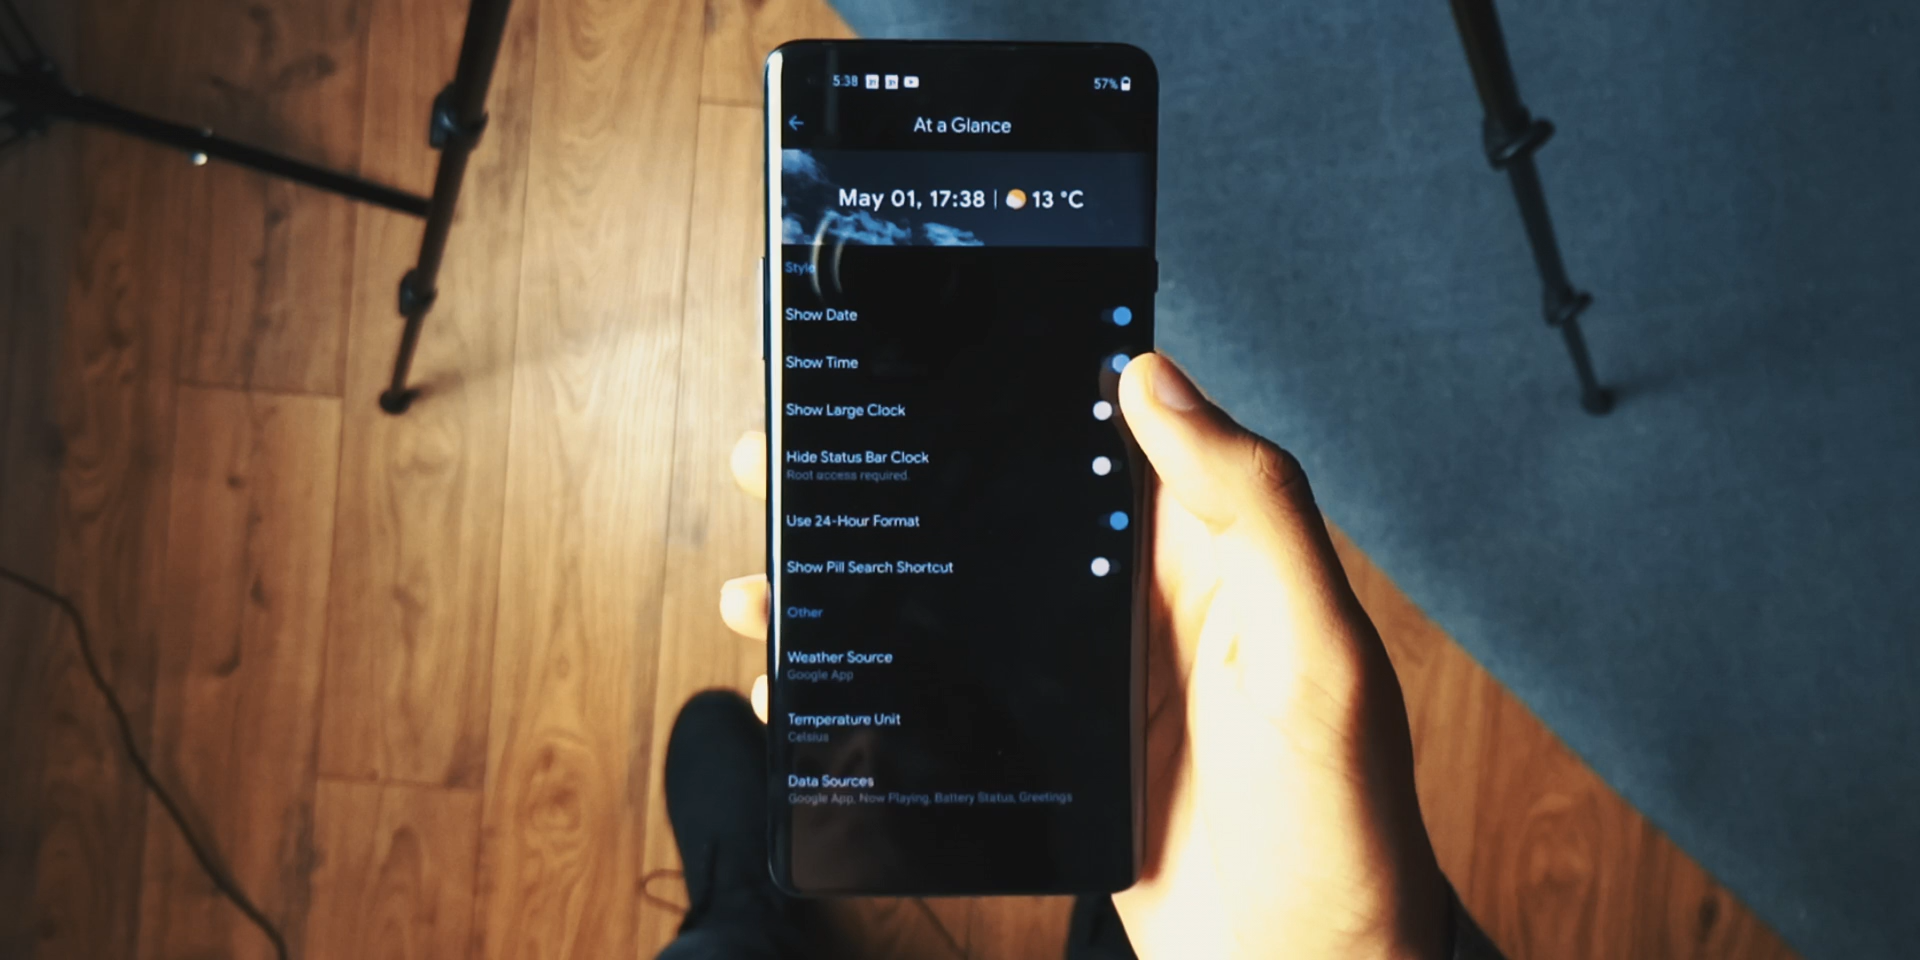 5:38 57%
At a Glance
May 01, 17:38 | 13 °C
Style
Show Date
Show Time
Show Large Clock
Hide Status Bar Clock
Root access required.
Use 24-Hour Format
Show Pill Search Shortcut
Other
Weather Source
Google App
Temperature Unit
Celsius
Data Sources
Google App, Now Playing, Battery Status, Greetings